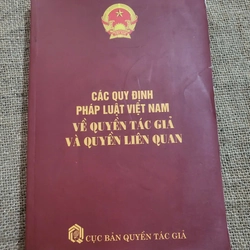 CÁC QUY ĐỊNH
PHÁP LUẬT VIỆT NAM
VỀ QUYỀN TÁC GIẢ
VÀ QUYỀN LIÊN QUAN
CỤC BẢN QUYỀN TÁC GIẢ